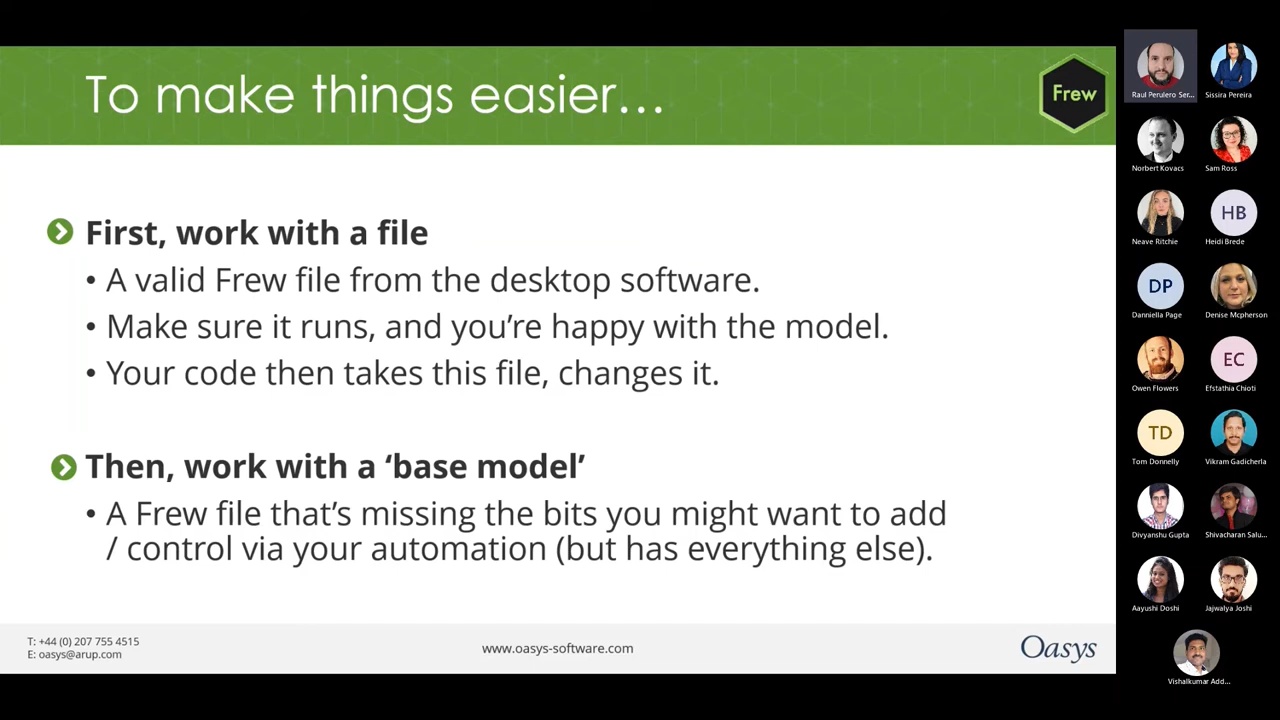 To make things easier…
Frew
First, work with a file
• A valid Frew file from the desktop software.
• Make sure it runs, and you’re happy with the model.
• Your code then takes this file, changes it.
Then, work with a ‘base model’
• A Frew file that’s missing the bits you might want to add
/ control via your automation (but has everything else).
T: +44 (0) 207 755 4515
E: oasys@arup.com
www.oasys-software.com
Oasys
Raul Perulero Ser...
Sissira Pereira
Norbert Kovacs
Sam Ross
Neave Ritchie
HB
Heidi Brede
DP
Danniella Page
Denise Mcpherson
Owen Flowers
EC
Efstathia Chioti
TD
Tom Donnelly
Vikram Gadicherla
Divyanshu Gupta
Shivacharan Salu...
Aayushi Doshi
Jajwalya Joshi
Vishalkumar Add...